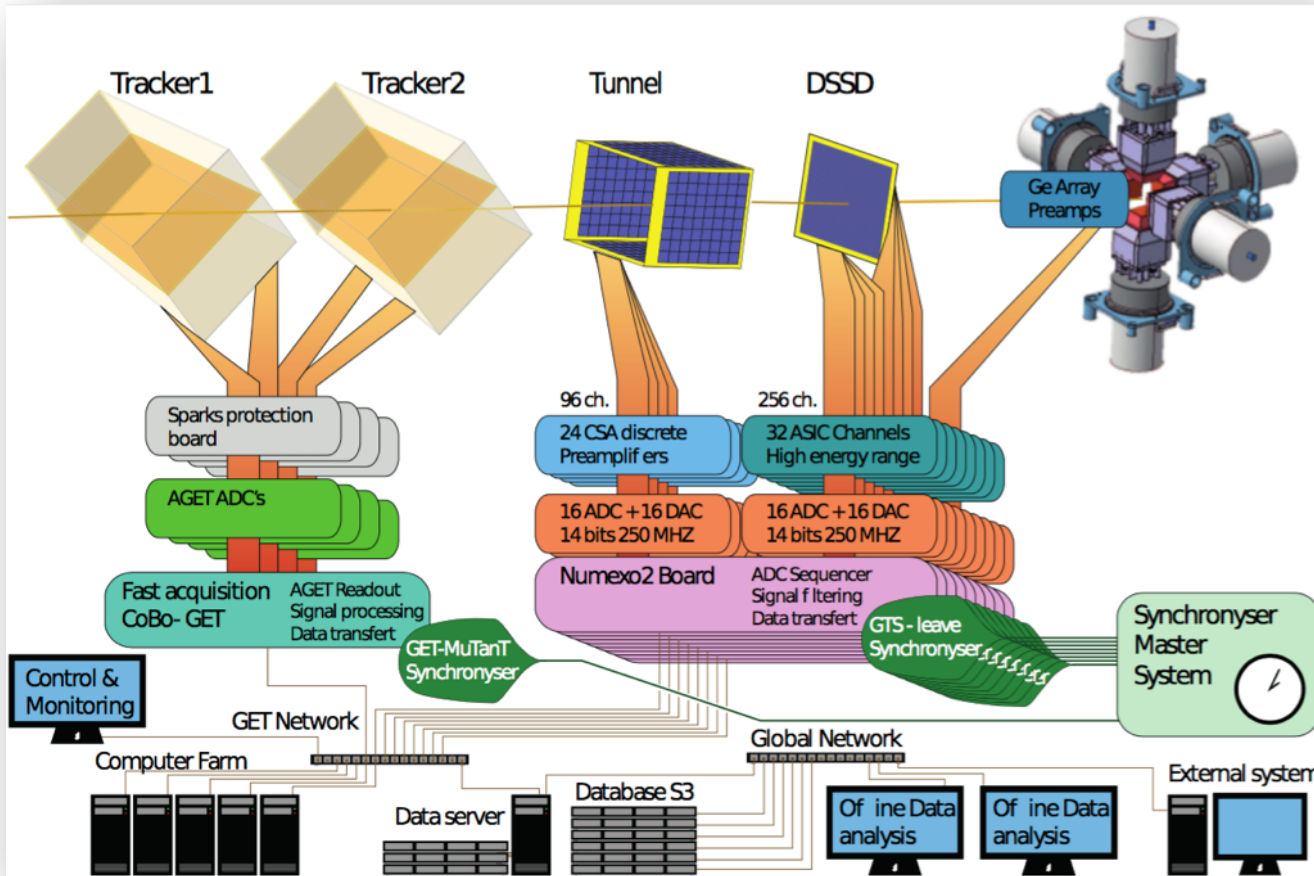 Tracker1
Tracker2
Tunnel
DSSD
Ge Array
Preamps
96 ch.
256 ch.
Sparks protection
board
24 CSA discrete
Preamplif ers
32 ASIC Channels
High energy range
AGET ADC's
16 ADC + 16 DAC
14 bits 250 MHZ
16 ADC + 16 DAC
14 bits 250 MHZ
Fast acquisition
CoBo- GET
AGET Readout
Signal processing
Data transfert
Numexo2 Board
ADC Sequencer
Signal f ltering
Data transfert
GET-MuTanT
Synchronyser
GTS - leave
Synchronyser
Synchronyser
Master
System
Control &
Monitoring
GET Network
Global Network
Computer Farm
Data server
Database S3
Of ine Data
analysis
Of ine Data
analysis
External system